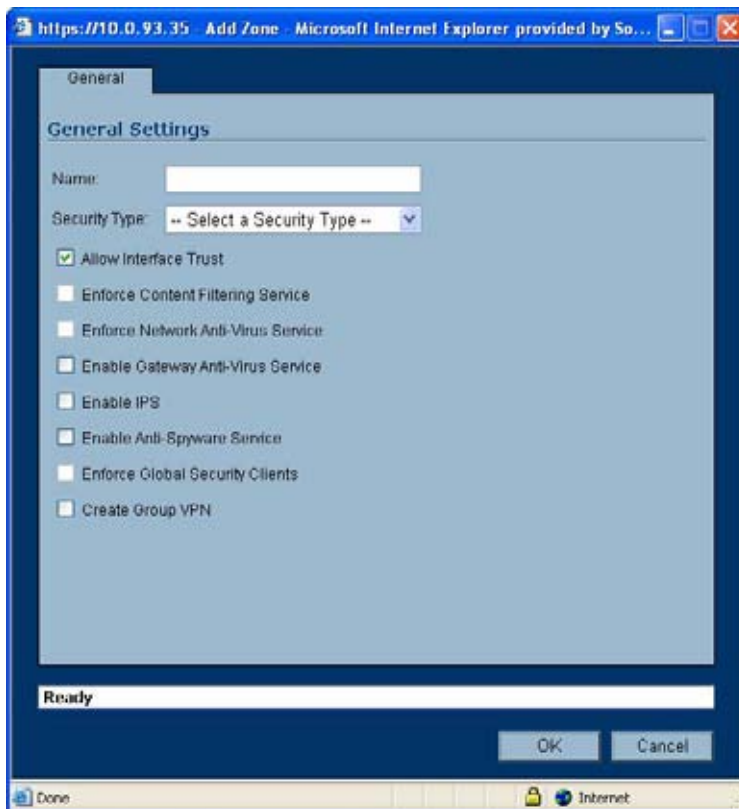 https://10.0.93.35 - Add Zone - Microsoft Internet Explorer provided by So...
General
General Settings
Name:
Security Type: -- Select a Security Type --
Allow Interface Trust
Enforce Content Filtering Service
Enforce Network Anti-Virus Service
Enable Gateway Anti-Virus Service
Enable IPS
Enable Anti-Spyware Service
Enforce Global Security Clients
Create Group VPN
Ready
OK Cancel
Done Internet